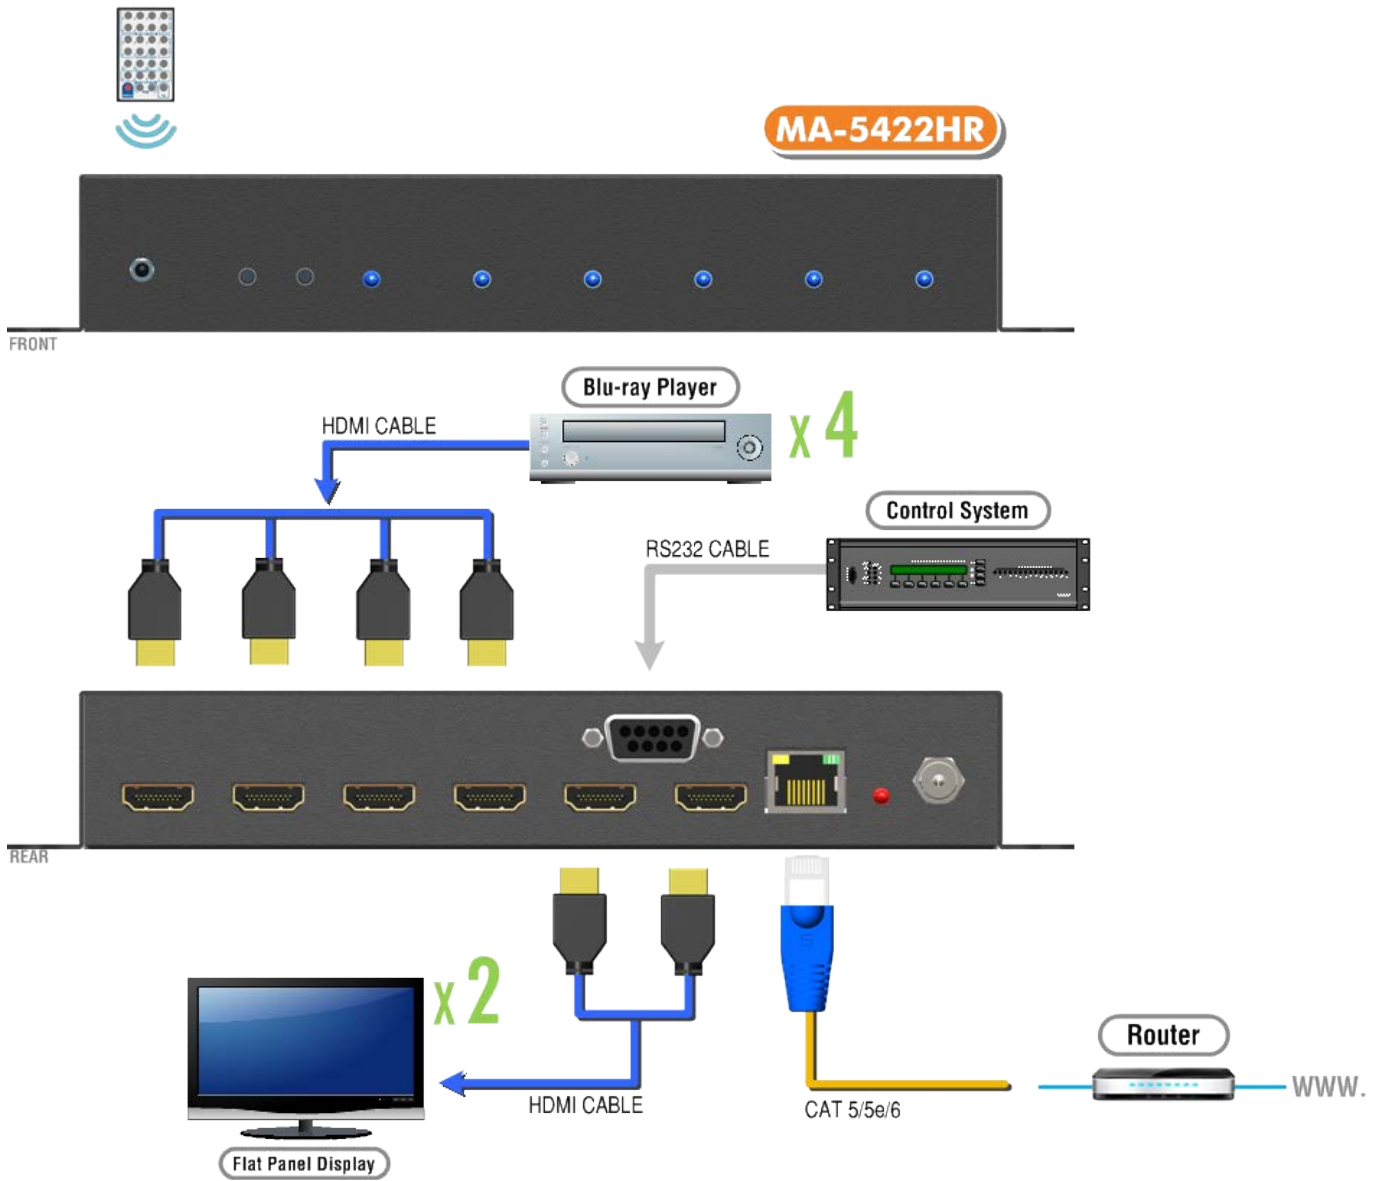 MA-5422HR
FRONT
Blu-ray Player
x 4
HDMI CABLE
Control System
RS232 CABLE
REAR
x 2
HDMI CABLE
CAT 5/5e/6
Router
WWW.
Flat Panel Display